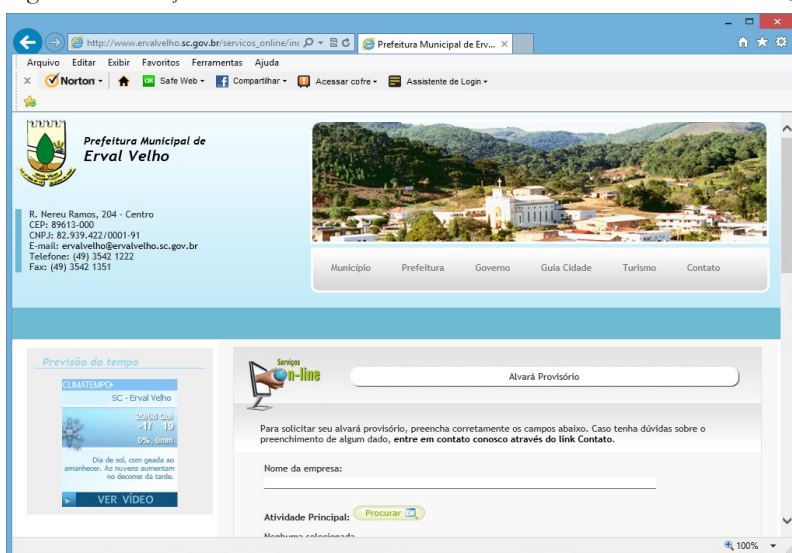 http://www.ervalvelho.sc.gov.br/servicos_online/in
Prefeitura Municipal de Erv...
Arquivo Editar Exibir Favoritos Ferramentas Ajuda
x Norton Safe Web Compartilhar Acessar cofre Assistente de Login
Prefeitura Municipal de
Erval Velho
R. Nereu Ramos, 204 - Centro
CEP: 89613-000
CNPJ: 82.939.422/0001-91
E-mail: ervalvelho@ervalvelho.sc.gov.br
Telefone: (49) 3542 1222
Fax: (49) 3542 1351
Município Prefeitura Governo Guia Cidade Turismo Contato
Previsão do tempo
CLIMATEMPO
SC - Erval Velho
29/08 Qui
-1/ 19
0% 0mm
Dia de sol, com geada ao
amanhecer. As nuvens aumentam
no decorrer da tarde.
VER VÍDEO
Serviços
On-line
Alvará Provisório
Para solicitar seu alvará provisório, preencha corretamente os campos abaixo. Caso tenha dúvidas sobre o
preenchimento de algum dado, entre em contato conosco através do link Contato.
Nome da empresa:
Atividade Principal: Procurar
Nenhuma selecionada
100%